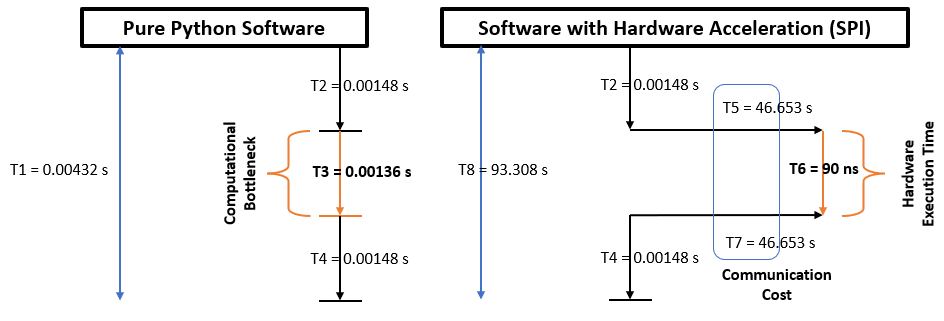 Pure Python Software
Software with Hardware Acceleration (SPI)
T2 = 0.00148 s
T1 = 0.00432 s
Computational
Bottleneck
T3 = 0.00136 s
T4 = 0.00148 s
T2 = 0.00148 s
T5 = 46.653 s
T8 = 93.308 s
T6 = 90 ns
Hardware
Execution Time
T4 = 0.00148 s
T7 = 46.653 s
Communication
Cost